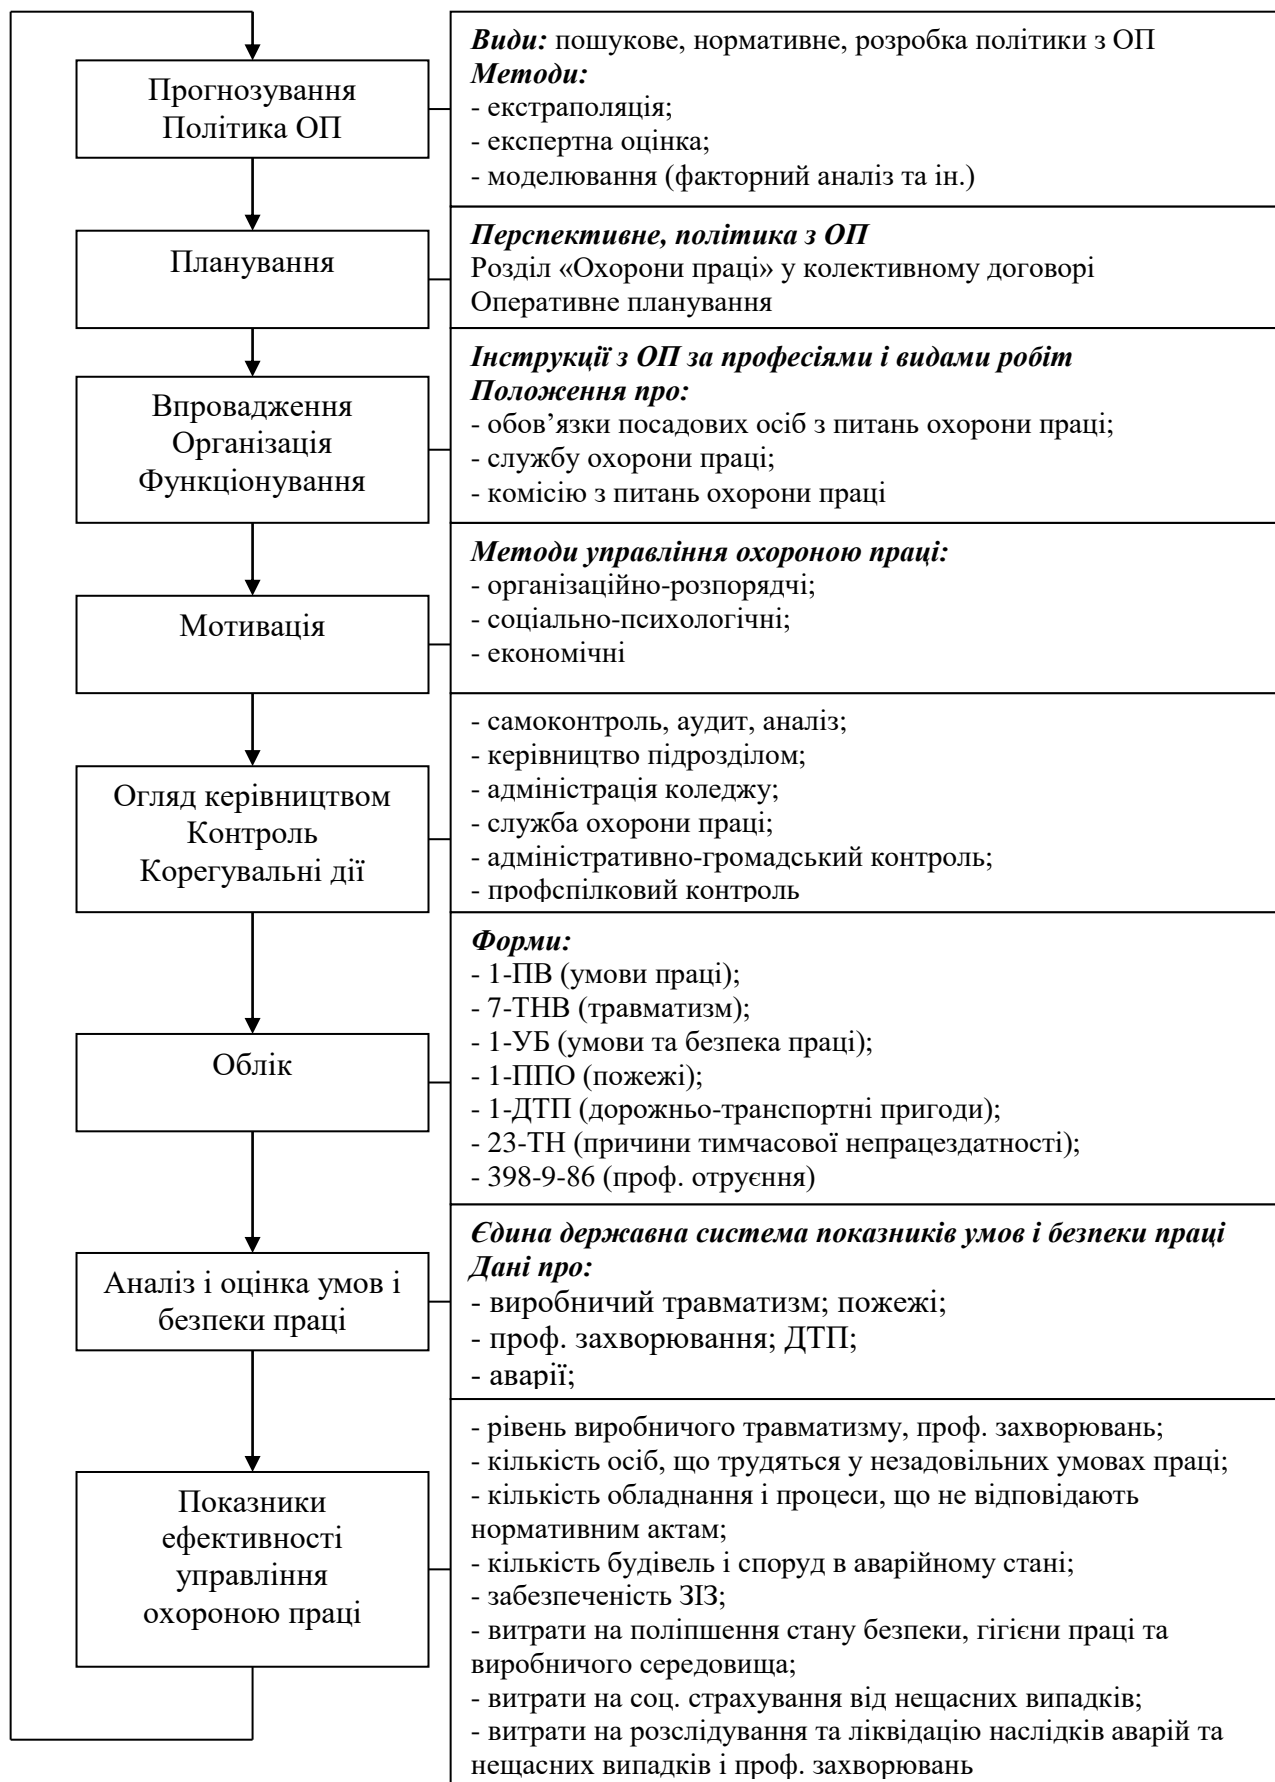 Прогнозування
Політика ОП
Види: пошукове, нормативне, розробка політики з ОП
Методи:
- екстраполяція;
- експертна оцінка;
- моделювання (факторний аналіз та ін.)
Планування
Перспективне, політика з ОП
Розділ «Охорони праці» у колективному договорі
Оперативне планування
Впровадження
Організація
Функціонування
Інструкції з ОП за професіями і видами робіт
Положення про:
- обов’язки посадових осіб з питань охорони праці;
- службу охорони праці;
- комісію з питань охорони праці
Мотивація
Методи управління охороною праці:
- організаційно-розпорядчі;
- соціально-психологічні;
- економічні
Огляд керівництвом
Контроль
Корегувальні дії
- самоконтроль, аудит, аналіз;
- керівництво підрозділом;
- адміністрація коледжу;
- служба охорони праці;
- адміністративно-громадський контроль;
- профспілковий контроль
Облік
Форми:
- 1-ПВ (умови праці);
- 7-ТНВ (травматизм);
- 1-УБ (умови та безпека праці);
- 1-ППО (пожежі);
- 1-ДТП (дорожньо-транспортні пригоди);
- 23-ТН (причини тимчасової непрацездатності);
- 398-9-86 (проф. отруєння)
Аналіз і оцінка умов і
безпеки праці
Єдина державна система показників умов і безпеки праці
Дані про:
- виробничий травматизм; пожежі;
- проф. захворювання; ДТП;
- аварії;
Показники
ефективності
управління
охороною праці
- рівень виробничого травматизму, проф. захворювань;
- кількість осіб, що трудяться у незадовільних умовах праці;
- кількість обладнання і процеси, що не відповідають
нормативним актам;
- кількість будівель і споруд в аварійному стані;
- забезпеченість ЗІЗ;
- витрати на поліпшення стану безпеки, гігієни праці та
виробничого середовища;
- витрати на соц. страхування від нещасних випадків;
- витрати на розслідування та ліквідацію наслідків аварій та
нещасних випадків і проф. захворювань